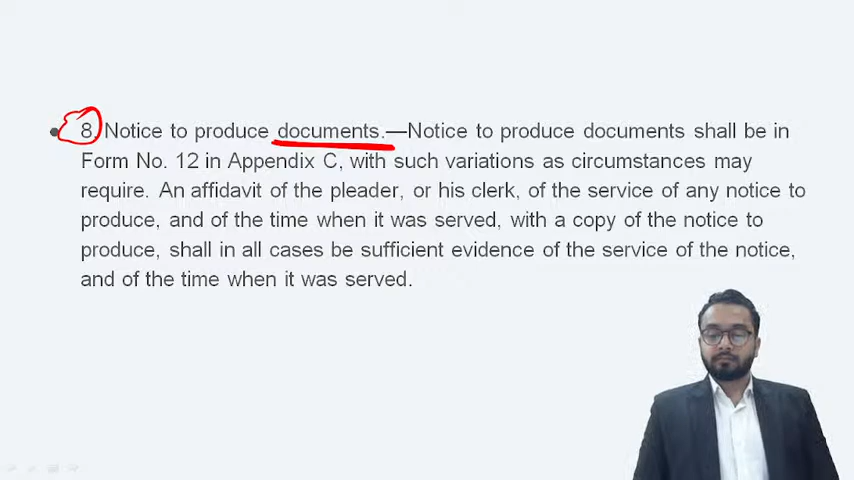 8. Notice to produce documents.—Notice to produce documents shall be in
Form No. 12 in Appendix C, with such variations as circumstances may
require. An affidavit of the pleader, or his clerk, of the service of any notice to
produce, and of the time when it was served, with a copy of the notice to
produce, shall in all cases be sufficient evidence of the service of the notice,
and of the time when it was served.